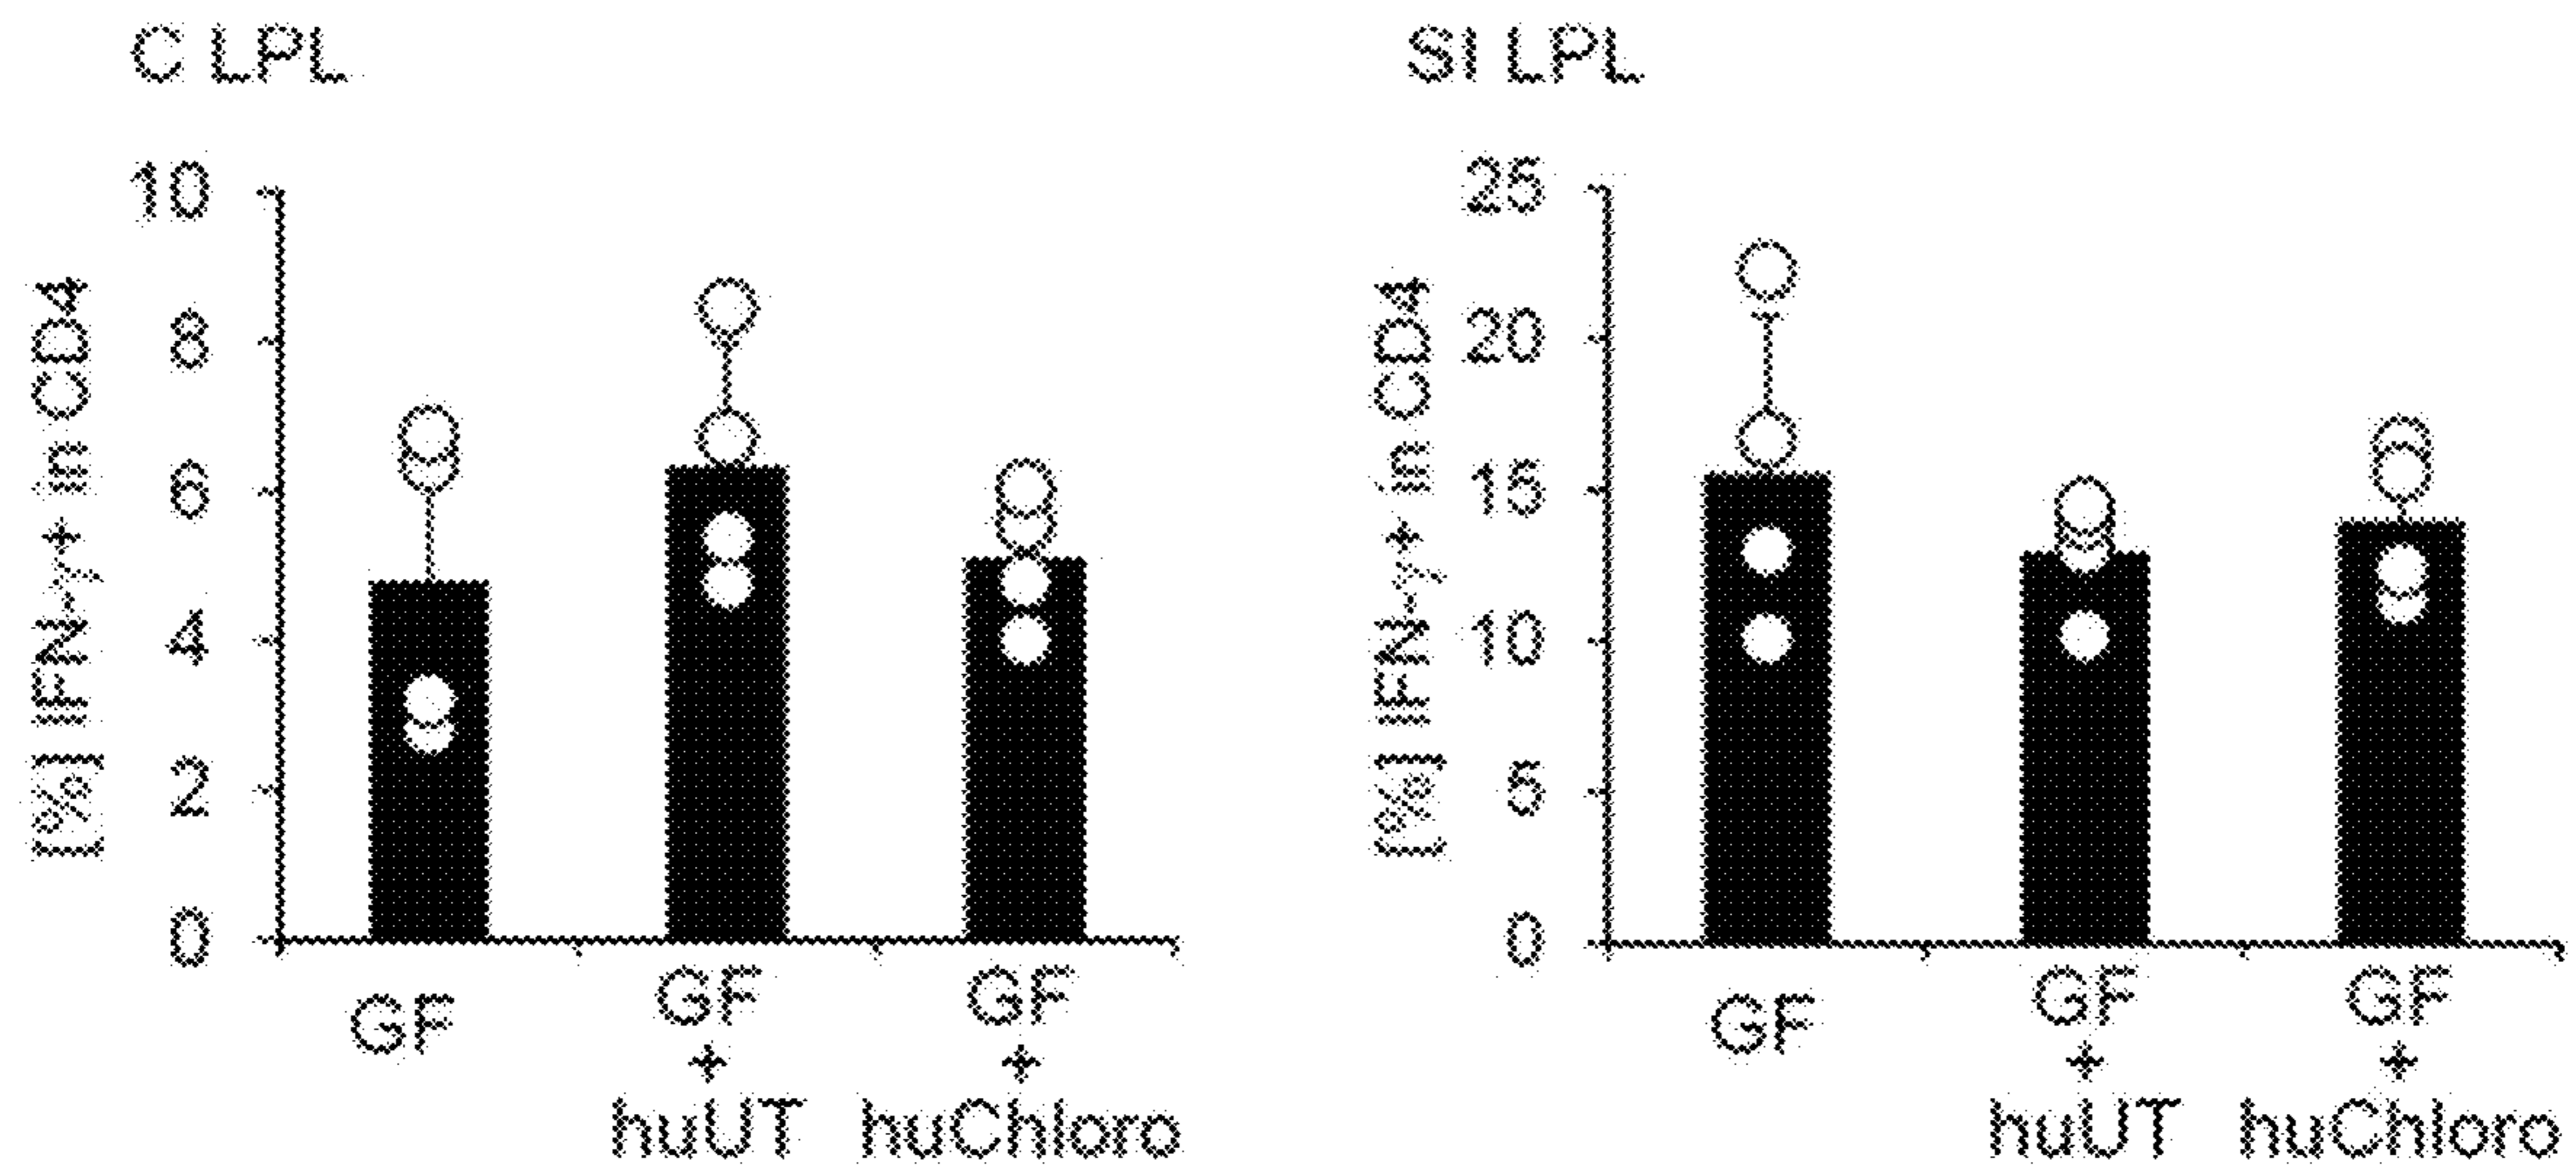 C LPL
[%] IFN-γ+ in CD4
10
8
6
4
2
0
GF
GF
+
huUT
GF
+
huChloro
SI LPL
[%] IFN-γ+ in CD4
25
20
15
10
5
0
GF
GF
+
huUT
GF
+
huChloro